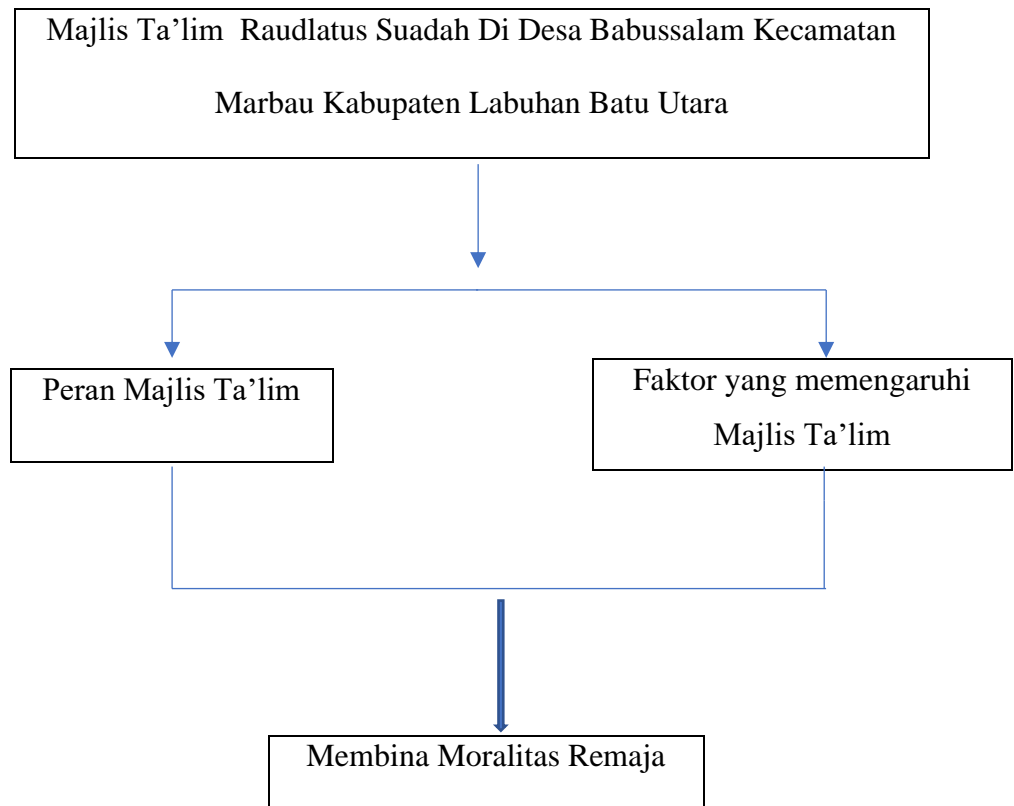 Majlis Ta’lim Raudlatus Suadah Di Desa Babussalam Kecamatan
Marbau Kabupaten Labuhan Batu Utara
Peran Majlis Ta’lim
Faktor yang memengaruhi
Majlis Ta’lim
Membina Moralitas Remaja